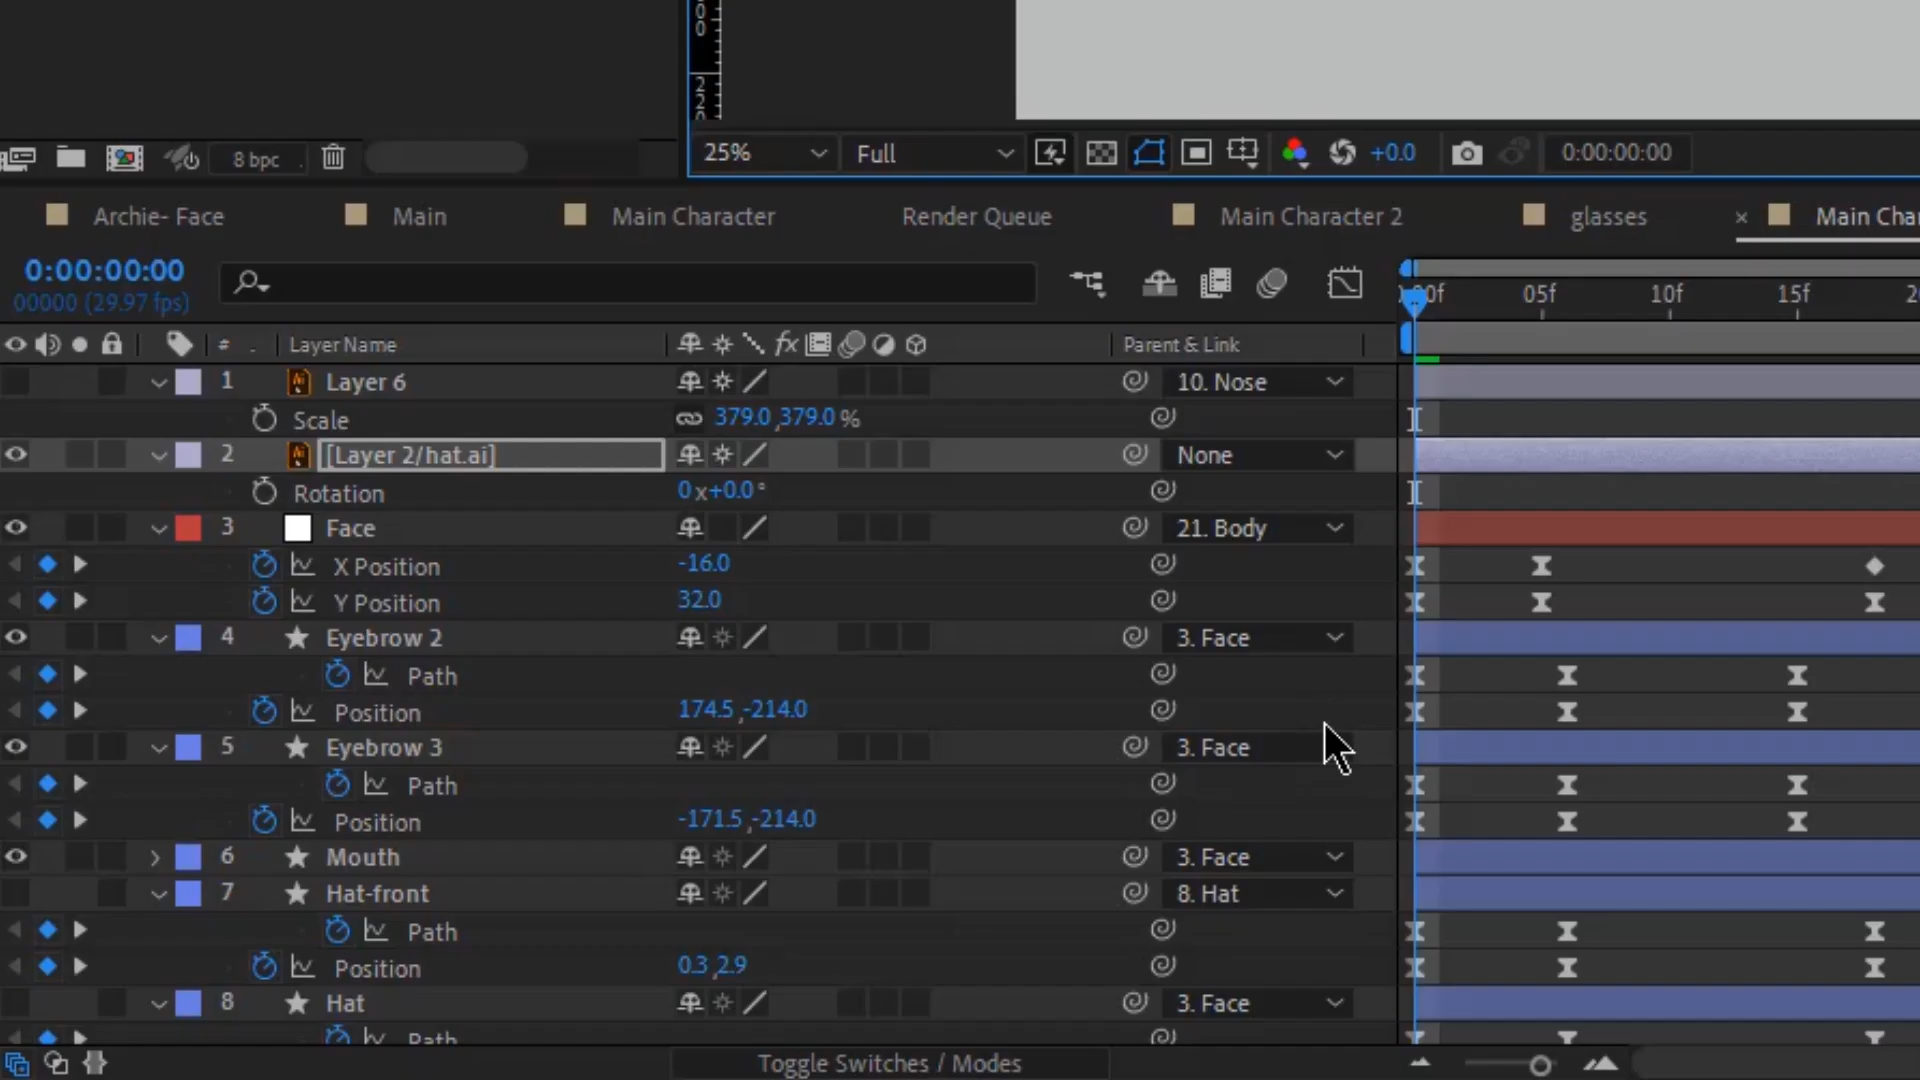 25% Full +0.0 0:00:00:00
8 bpc
Archie- Face Main Main Character Render Queue Main Character 2 glasses × Main Char
0:00:00:00
00000 (29.97 fps)
05f 10f 15f
# . Layer Name fx Parent & Link
1 Layer 6 10. Nose
Scale 379.0,379.0 %
2 [Layer 2/hat.ai] None
Rotation 0x+0.0°
3 Face 21. Body
X Position -16.0
Y Position 32.0
4 Eyebrow 2 3. Face
Path
Position 174.5,-214.0
5 Eyebrow 3 3. Face
Path
Position -171.5,-214.0
6 Mouth 3. Face
7 Hat-front 8. Hat
Path
Position 0.3,2.9
8 Hat 3. Face
Path
Toggle Switches / Modes